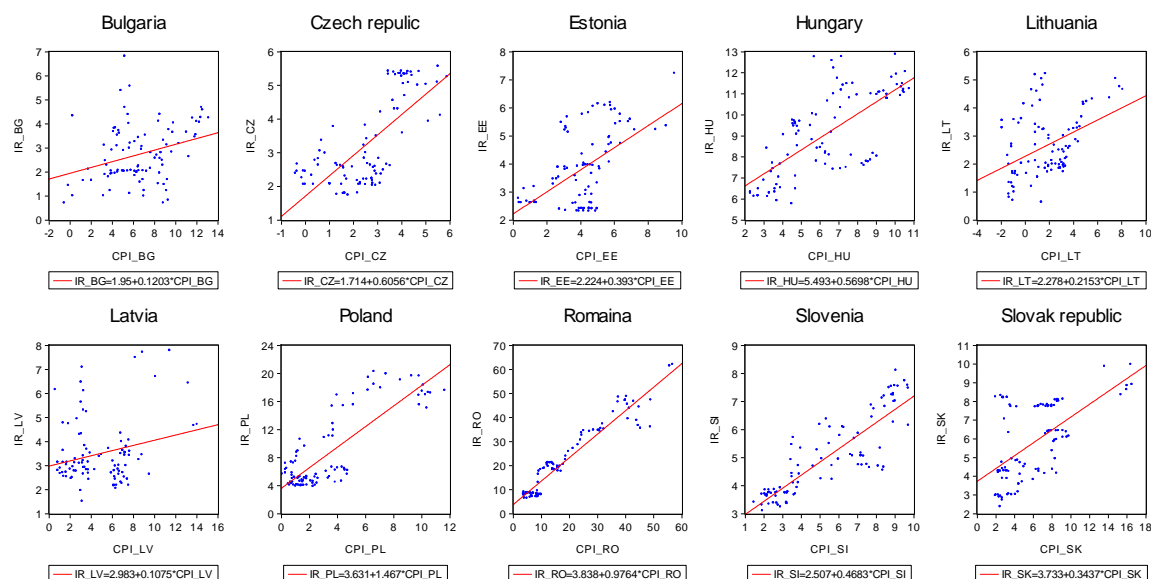 Bulgaria
7
6
5
4
3
2
1
0
IR_BG
-2 0 2 4 6 8 10 12 14
CPI_BG
IR_BG=1.95+0.1203*CPI_BG
Czech repulic
6
5
4
3
2
1
IR_CZ
-1 0 1 2 3 4 5 6
CPI_CZ
IR_CZ=1.714+0.6056*CPI_CZ
Estonia
8
7
6
5
4
3
2
IR_EE
0 2 4 6 8 10
CPI_EE
IR_EE=2.224+0.393*CPI_EE
Hungary
13
12
11
10
9
8
7
6
5
IR_HU
2 3 4 5 6 7 8 9 10 11
CPI_HU
IR_HU=5.493+0.5698*CPI_HU
Lithuania
6
5
4
3
2
1
0
IR_LT
-4 -2 0 2 4 6 8 10
CPI_LT
IR_LT=2.278+0.2153*CPI_LT
Latvia
8
7
6
5
4
3
2
1
IR_LV
0 2 4 6 8 10 12 14 16
CPI_LV
IR_LV=2.983+0.1075*CPI_LV
Poland
24
20
16
12
8
4
0
IR_PL
0 2 4 6 8 10 12
CPI_PL
IR_PL=3.631+1.467*CPI_PL
Romaina
70
60
50
40
30
20
10
0
IR_RO
0 10 20 30 40 50 60
CPI_RO
IR_RO=3.838+0.9764*CPI_RO
Slovenia
9
8
7
6
5
4
3
IR_SI
1 2 3 4 5 6 7 8 9 10
CPI_SI
IR_SI=2.507+0.4683*CPI_SI
Slovak republic
11
10
9
8
7
6
5
4
3
2
IR_SK
0 2 4 6 8 10 12 14 16 18
CPI_SK
IR_SK=3.733+0.3437*CPI_SK